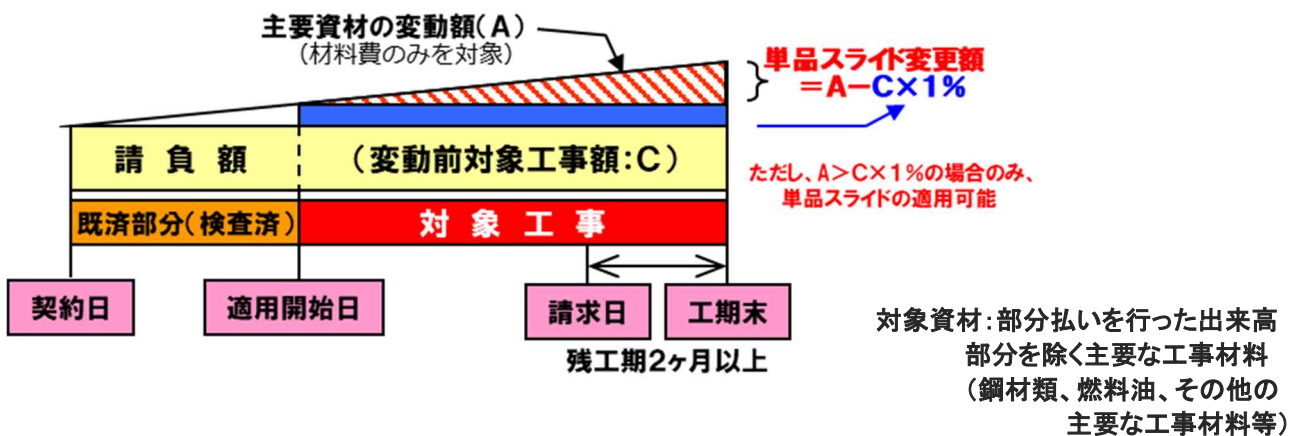 主要資材の変動額(A)
(材料費のみを対象)
単品スライド変更額
=A-C×1%
請負額
(変動前対象工事額:C)
ただし、A>C×1%の場合のみ、
単品スライドの適用可能
既済部分(検査済)
対象工事
契約日
適用開始日
請求日
工期末
残工期2ヶ月以上
対象資材:部分払いを行った出来高
部分を除く主要な工事材料
(鋼材類、燃料油、その他の
主要な工事材料等)